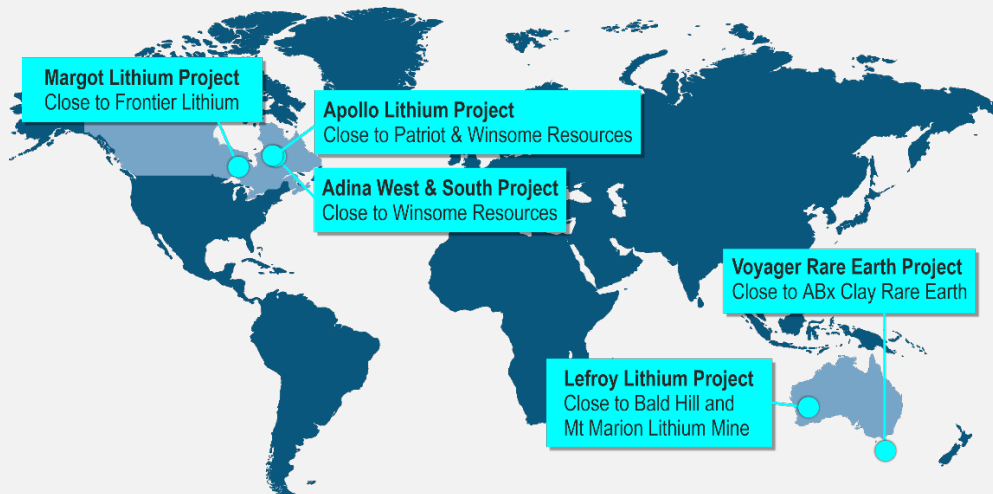 Margot Lithium Project
Close to Frontier Lithium
Apollo Lithium Project
Close to Patriot & Winsome Resources
Adina West & South Project
Close to Winsome Resources
Voyager Rare Earth Project
Close to ABx Clay Rare Earth
Lefroy Lithium Project
Close to Bald Hill and
Mt Marion Lithium Mine